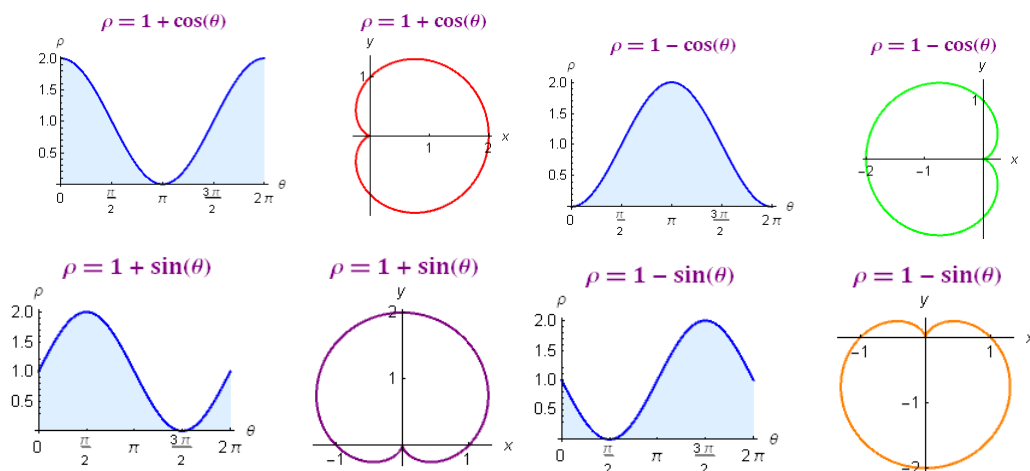 ρ = 1 + cos(θ)
ρ
2.0
1.5
1.0
0.5
0
π/2
π
3π/2
2π
θ
ρ = 1 + cos(θ)
y
1
1
2
x
ρ = 1 − cos(θ)
ρ
2.0
1.5
1.0
0.5
0
π/2
π
3π/2
2π
θ
ρ = 1 − cos(θ)
y
1
−2
−1
x
ρ = 1 + sin(θ)
ρ
2.0
1.5
1.0
0.5
0
π/2
π
3π/2
2π
θ
ρ = 1 + sin(θ)
y
2
1
−1
1
x
ρ = 1 − sin(θ)
ρ
2.0
1.5
1.0
0.5
0
π/2
π
3π/2
2π
θ
ρ = 1 − sin(θ)
y
−1
1
x
−1
−2